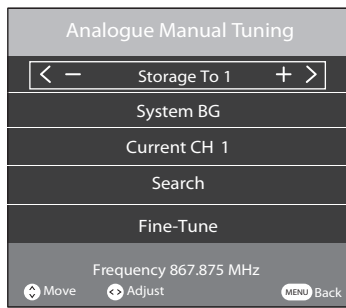 Analogue Manual Tuning
< − Storage To 1 + >
System BG
Current CH 1
Search
Fine-Tune
Frequency 867.875 MHz
Move Adjust MENU Back